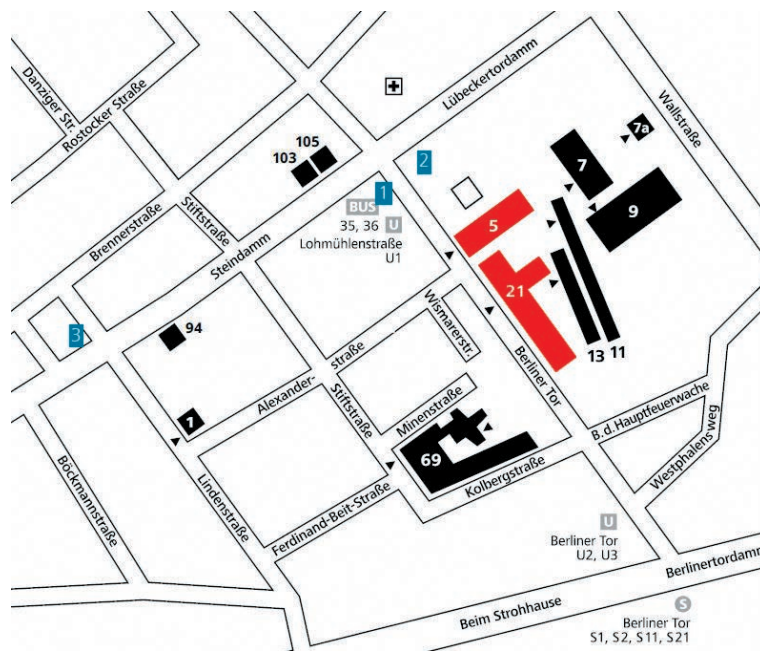 Danziger Str.
Rostocker Straße
Lübeckertordamm
Wallstraße
7a
105
103
7
2
1
BUS
35, 36 U
Lohmühlenstraße
U1
5
9
Brennerstraße
Stiftstraße
Steindamm
21
3
94
Wismarerstr.
13
11
Alexander-
straße
Berliner Tor
Stiftstraße
Minenstraße
B. d. Hauptfeuerwache
1
69
Kolbergstraße
Westphalensweg
Böckmannstraße
Lindenstraße
Ferdinand-Beit-Straße
U
Berliner Tor
U2, U3
Berlinertordamm
Beim Strohhause
S
Berliner Tor
S1, S2, S11, S21